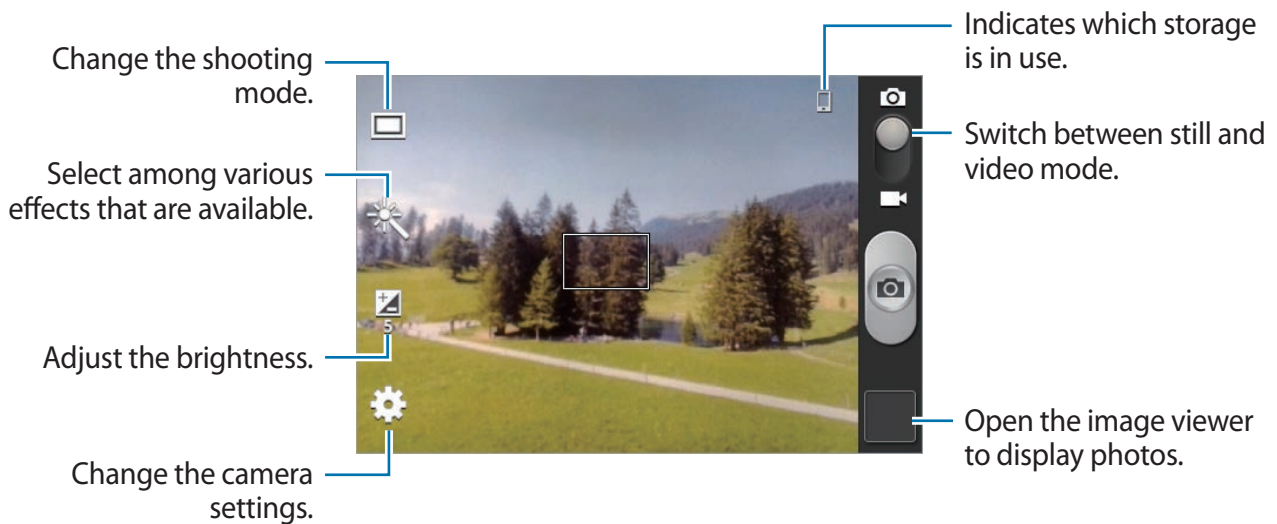 Change the shooting
mode.
Select among various
effects that are available.
5
Adjust the brightness.
Change the camera
settings.
Indicates which storage
is in use.
Switch between still and
video mode.
Open the image viewer
to display photos.